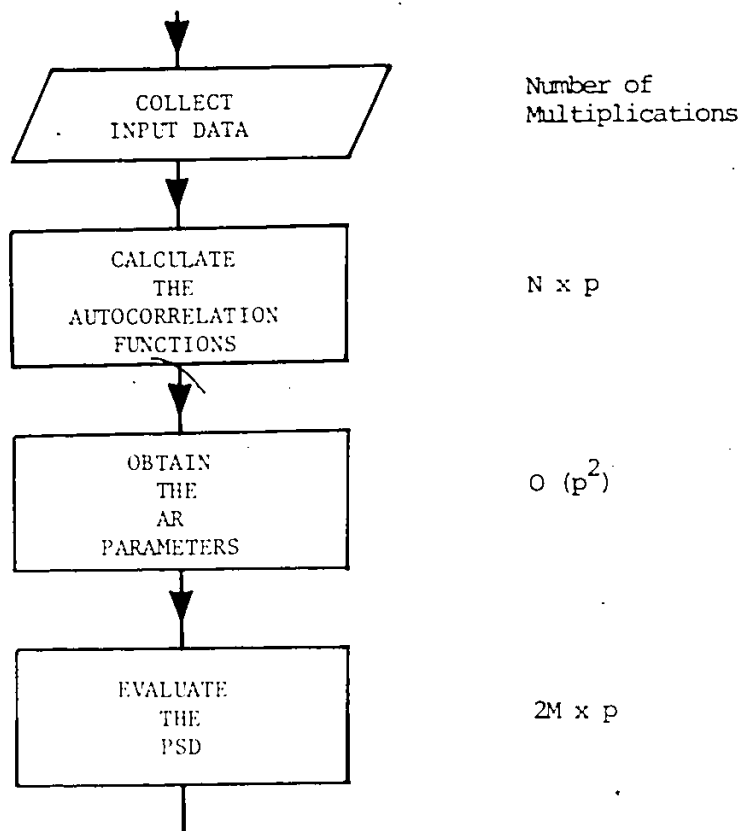 COLLECT
INPUT DATA
Number of
Multiplications
CALCULATE
THE
AUTOCORRELATION
FUNCTIONS
N x p
OBTAIN
THE
AR
PARAMETERS
O (p²)
EVALUATE
THE
PSD
2M x p